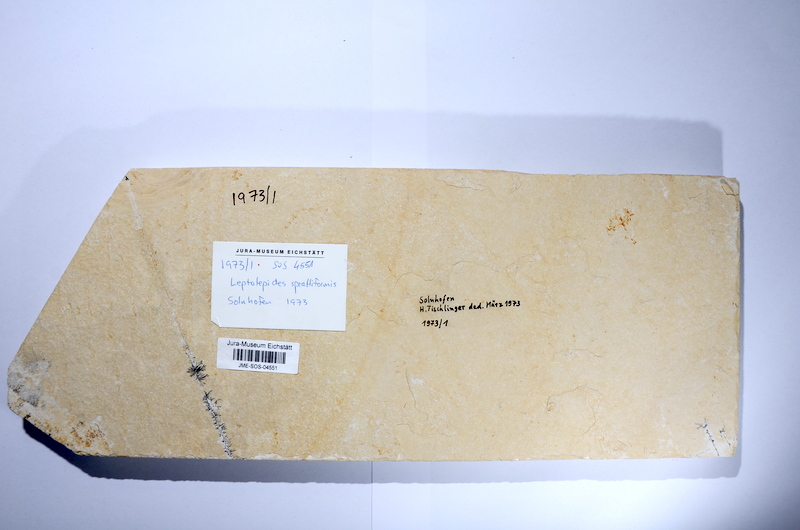 1973/1
JURA-MUSEUM EICHSTÄTT
1973/1 · SOS 4551
Leptolepides sprattiformis
Solnhofen 1973
Jura-Museum Eichstätt
JME-SOS-04551
Solnhofen
H. Tischlinger ded. März 1973
1973/1